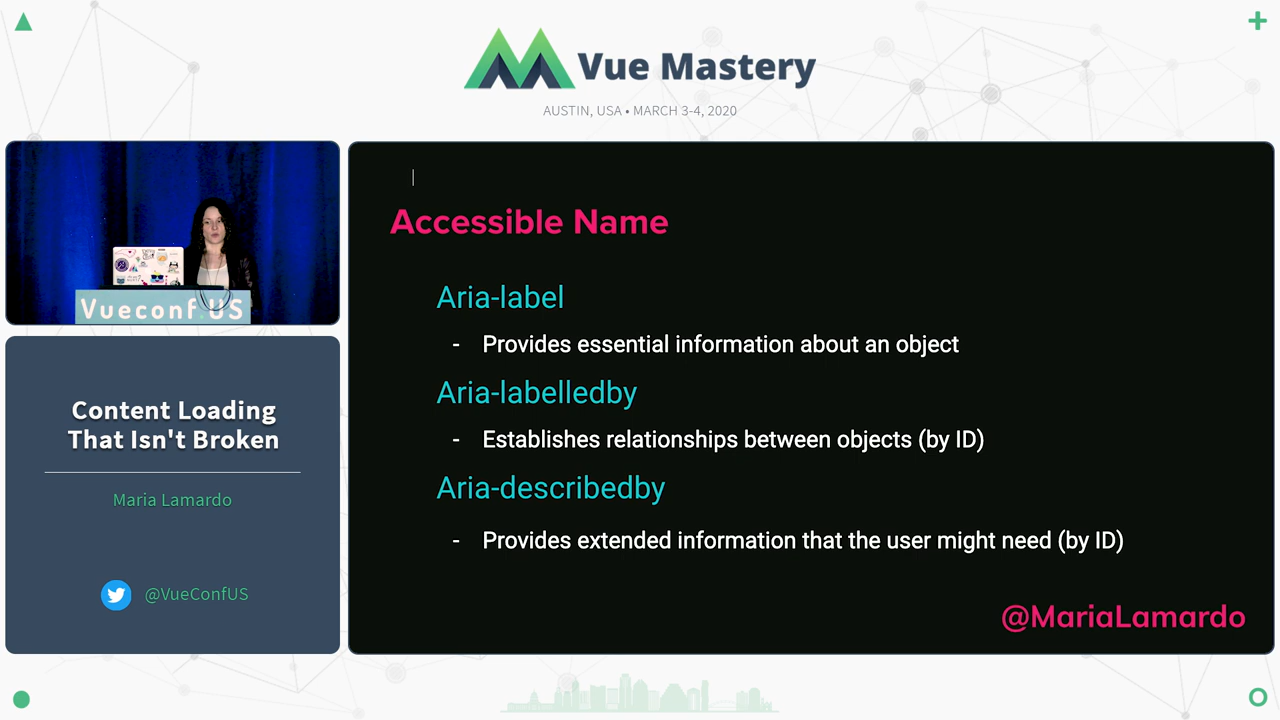 Vue Mastery
AUSTIN, USA • MARCH 3-4, 2020
Vueconf.US
Content Loading
That Isn't Broken
Maria Lamardo
@VueConfUS
Accessible Name
Aria-label
- Provides essential information about an object
Aria-labelledby
- Establishes relationships between objects (by ID)
Aria-describedby
- Provides extended information that the user might need (by ID)
@MariaLamardo